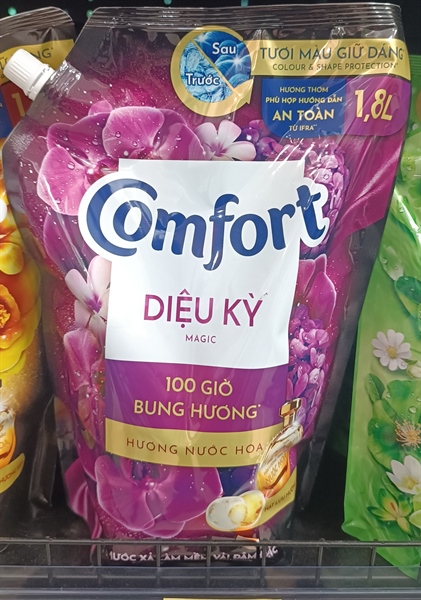 Sau
Trước
TƯƠI MÀU GIỮ DÁNG
COLOUR & SHAPE PROTECTION*
HƯƠNG THƠM
PHÙ HỢP HƯỚNG DẪN
AN TOÀN
TỪ IFRA**
1,8L
Comfort
DIỆU KỲ
MAGIC
100 GIỜ
BUNG HƯƠNG*
HƯƠNG NƯỚC HOA